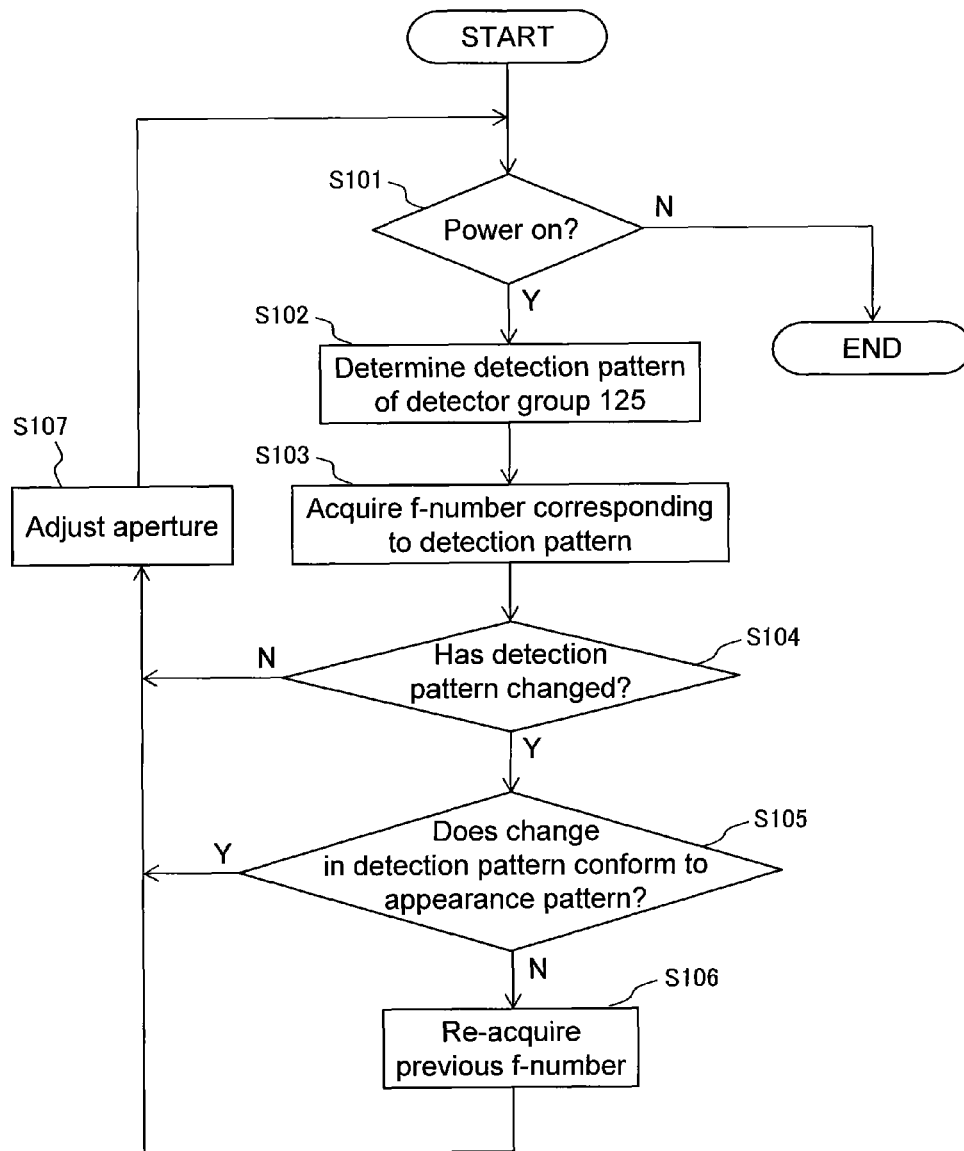 START
S101
Power on?
N
Y
END
S102
Determine detection pattern
of detector group 125
S107
Adjust aperture
S103
Acquire f-number corresponding
to detection pattern
S104
Has detection
pattern changed?
N
Y
S105
Does change
in detection pattern conform to
appearance pattern?
Y
N
S106
Re-acquire
previous f-number